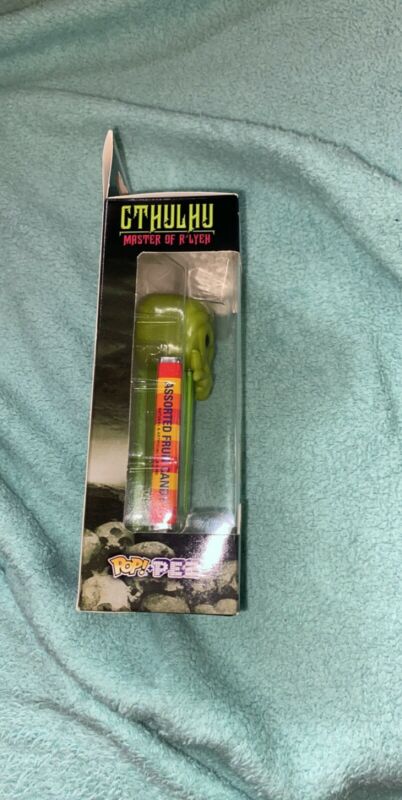 CTHULHU
MASTER OF R'LYEH
ASSORTED FRUIT CANDY
POP! PEZ